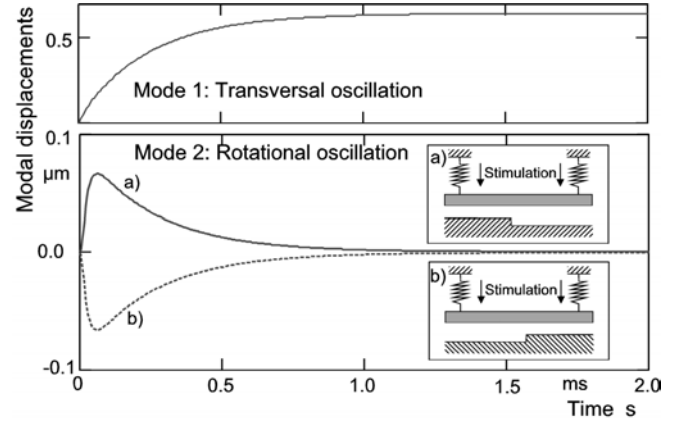 Modal displacements
0.5
Mode 1: Transversal oscillation
0.1
µm
Mode 2: Rotational oscillation
a)
Stimulation
a)
0.0
b)
b)
Stimulation
-0.1
0 0.5 1.0 1.5 ms 2.0
Time s